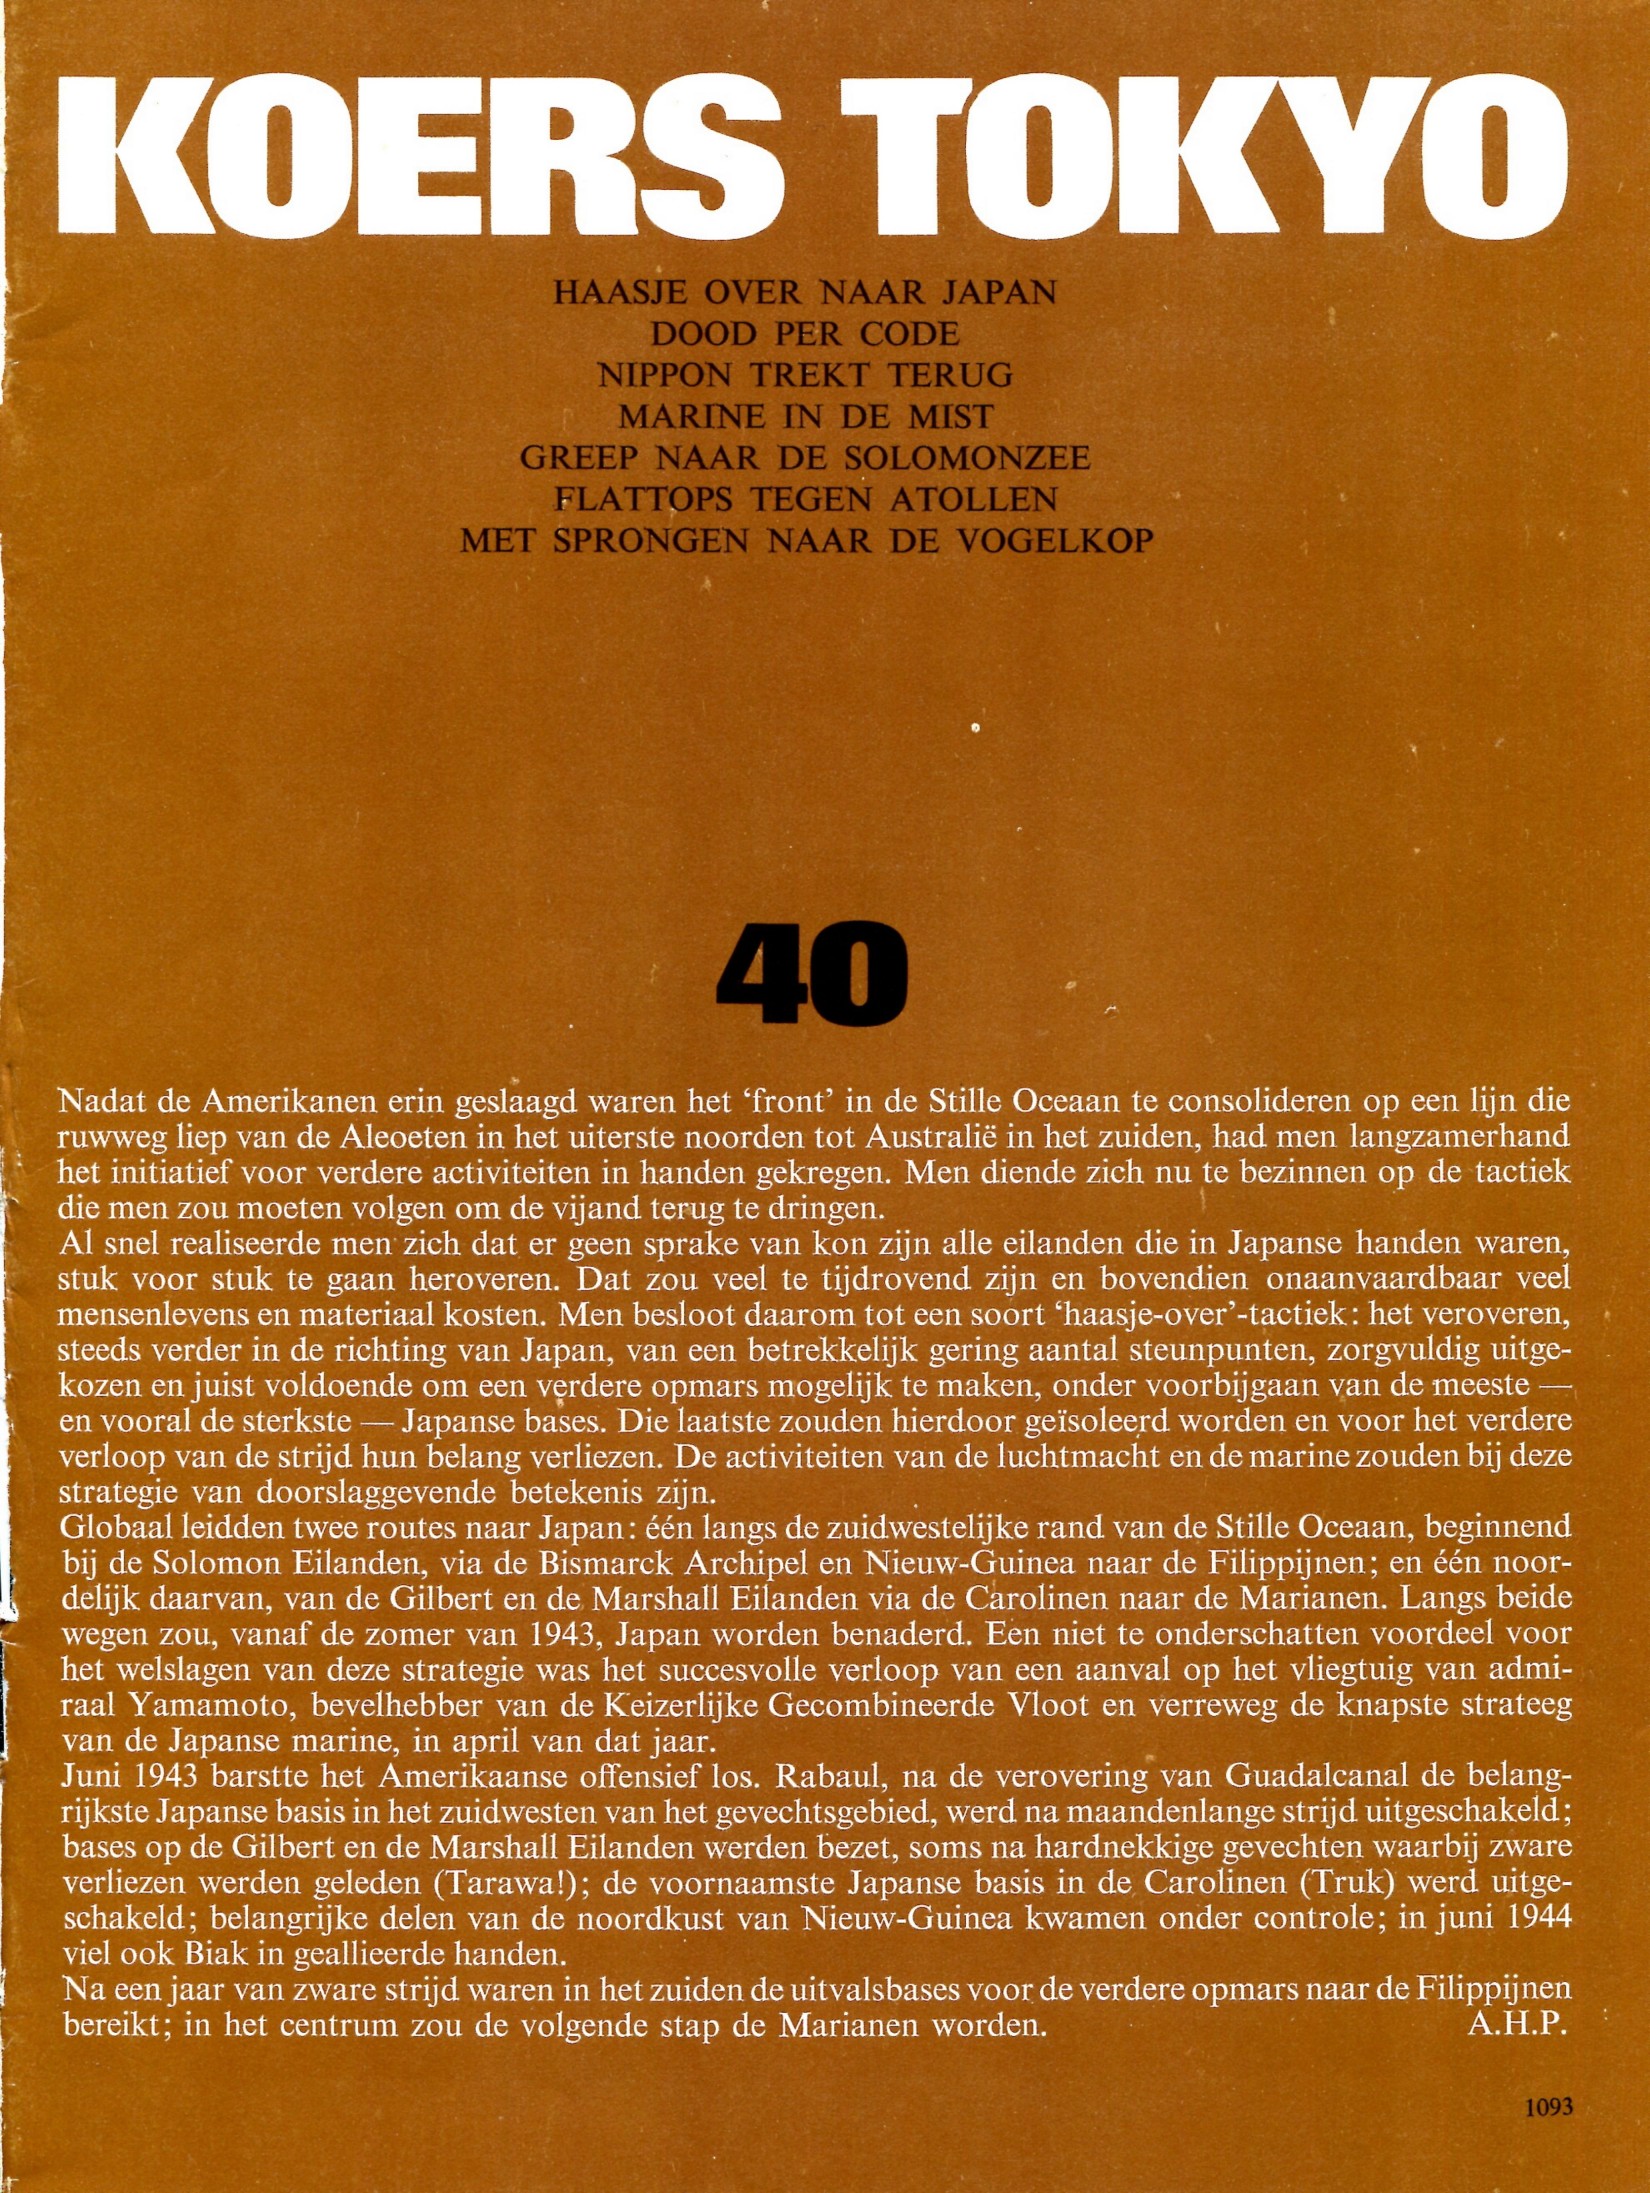 KOERS TOKYO
HAASJE OVER NAAR JAPAN
DOOD PER CODE
NIPPON TREKT TERUG
MARINE IN DE MIST
GREEP NAAR DE SOLOMONZEE
FLATTOPS TEGEN ATOLLEN
MET SPRONGEN NAAR DE VOGELKOP
40
Nadat de Amerikanen erin geslaagd waren het ‘front’ in de Stille Oceaan te consolideren op een lijn die
ruwweg liep van de Aleoeten in het uiterste noorden tot Australië in het zuiden, had men langzamerhand
het initiatief voor verdere activiteiten in handen gekregen. Men diende zich nu te bezinnen op de tactiek
die men zou moeten volgen om de vijand terug te dringen.
Al snel realiseerde men zich dat er geen sprake van kon zijn alle eilanden die in Japanse handen waren,
stuk voor stuk te gaan heroveren. Dat zou veel te tijdrovend zijn en bovendien onaanvaardbaar veel
mensenlevens en materiaal kosten. Men besloot daarom tot een soort ‘haasje-over’-tactiek: het veroveren,
steeds verder in de richting van Japan, van een betrekkelijk gering aantal steunpunten, zorgvuldig uitge-
kozen en juist voldoende om een verdere opmars mogelijk te maken, onder voorbijgaan van de meeste —
en vooral de sterkste — Japanse bases. Die laatste zouden hierdoor geïsoleerd worden en voor het verdere
verloop van de strijd hun belang verliezen. De activiteiten van de luchtmacht en de marine zouden bij deze
strategie van doorslaggevende betekenis zijn.
Globaal leidden twee routes naar Japan: één langs de zuidwestelijke rand van de Stille Oceaan, beginnend
bij de Solomon Eilanden, via de Bismarck Archipel en Nieuw-Guinea naar de Filippijnen; en één noor-
delijk daarvan, van de Gilbert en de Marshall Eilanden via de Carolinen naar de Marianen. Langs beide
wegen zou, vanaf de zomer van 1943, Japan worden benaderd. Een niet te onderschatten voordeel voor
het welslagen van deze strategie was het succesvolle verloop van een aanval op het vliegtuig van admi-
raal Yamamoto, bevelhebber van de Keizerlijke Gecombineerde Vloot en verreweg de knapste strateeg
van de Japanse marine, in april van dat jaar.
Juni 1943 barstte het Amerikaanse offensief los. Rabaul, na de verovering van Guadalcanal de belang-
rijkste Japanse basis in het zuidwesten van het gevechtsgebied, werd na maandenlange strijd uitgeschakeld;
bases op de Gilbert en de Marshall Eilanden werden bezet, soms na hardnekkige gevechten waarbij zware
verliezen werden geleden (Tarawa!); de voornaamste Japanse basis in de Carolinen (Truk) werd uitge-
schakeld; belangrijke delen van de noordkust van Nieuw-Guinea kwamen onder controle; in juni 1944
viel ook Biak in geallieerde handen.
Na een jaar van zware strijd waren in het zuiden de uitvalsbases voor de verdere opmars naar de Filippijnen
bereikt; in het centrum zou de volgende stap de Marianen worden. A.H.P.
1093